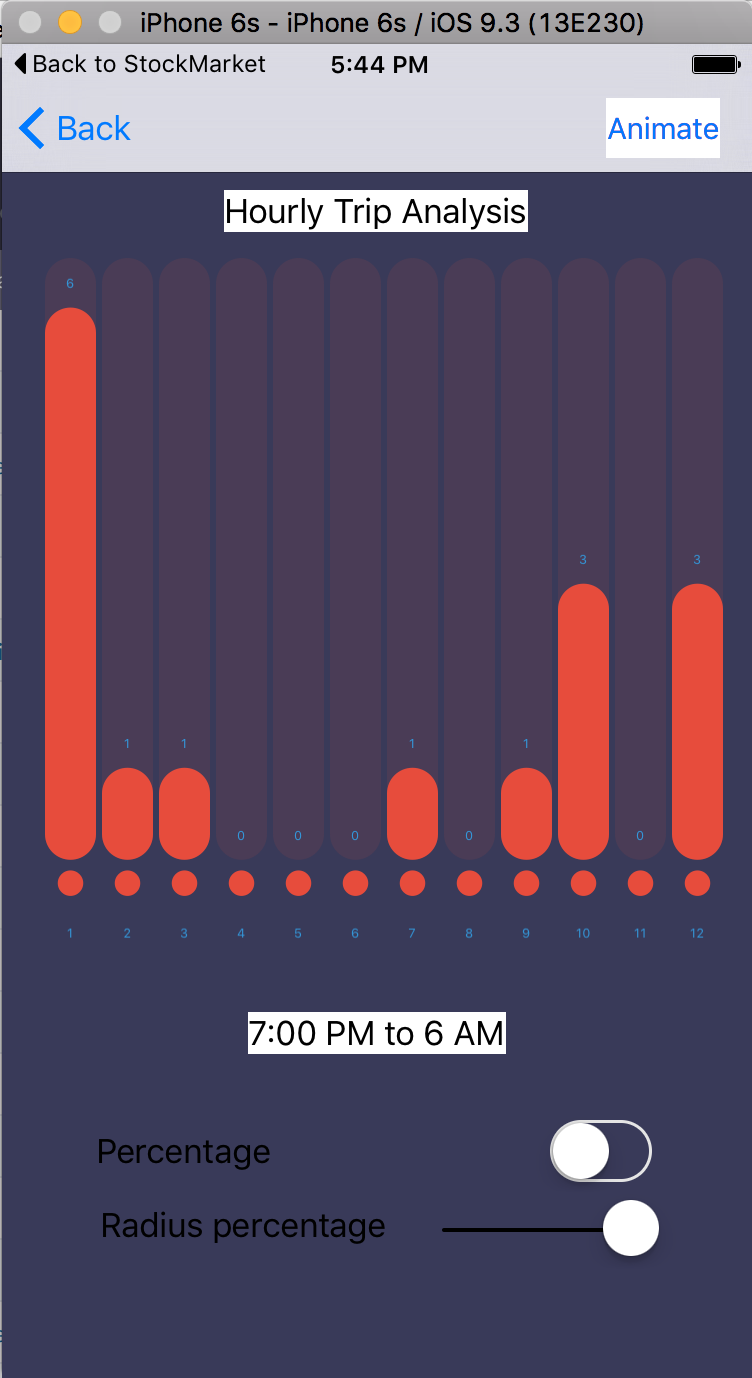 iPhone 6s - iPhone 6s / iOS 9.3 (13E230)
Back to StockMarket 5:44 PM
Back Animate
Hourly Trip Analysis
6
3 3
1 1 1 1
0 0 0 0 0
1 2 3 4 5 6 7 8 9 10 11 12
7:00 PM to 6 AM
Percentage
Radius percentage